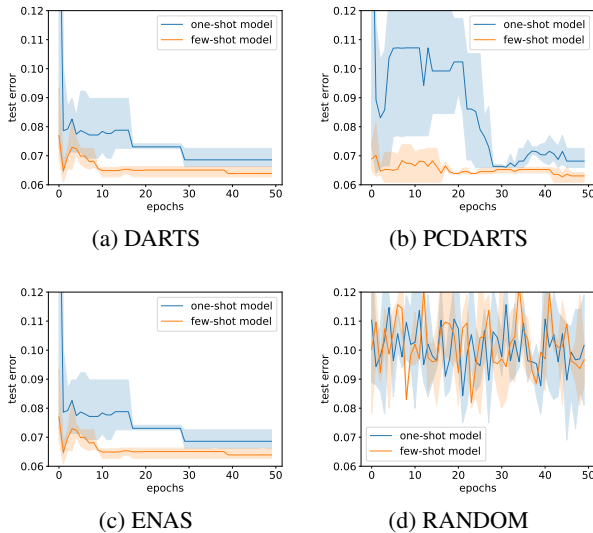 0.12
0.11
0.10
0.09
0.08
0.07
0.06
test error
one-shot model
few-shot model
0 10 20 30 40 50
epochs
(a) DARTS
0.12
0.11
0.10
0.09
0.08
0.07
0.06
test error
one-shot model
few-shot model
0 10 20 30 40 50
epochs
(b) PCDARTS
0.12
0.11
0.10
0.09
0.08
0.07
0.06
test error
one-shot model
few-shot model
0 10 20 30 40 50
epochs
(c) ENAS
0.12
0.11
0.10
0.09
0.08
0.07
0.06
test error
one-shot model
few-shot model
0 10 20 30 40 50
epochs
(d) RANDOM